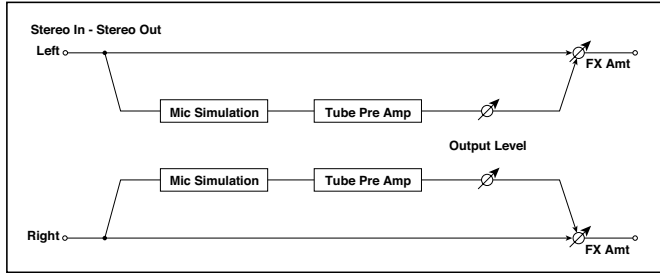 Stereo In - Stereo Out
Left
FX Amt
Mic Simulation
Tube Pre Amp
Output Level
Mic Simulation
Tube Pre Amp
Right
FX Amt